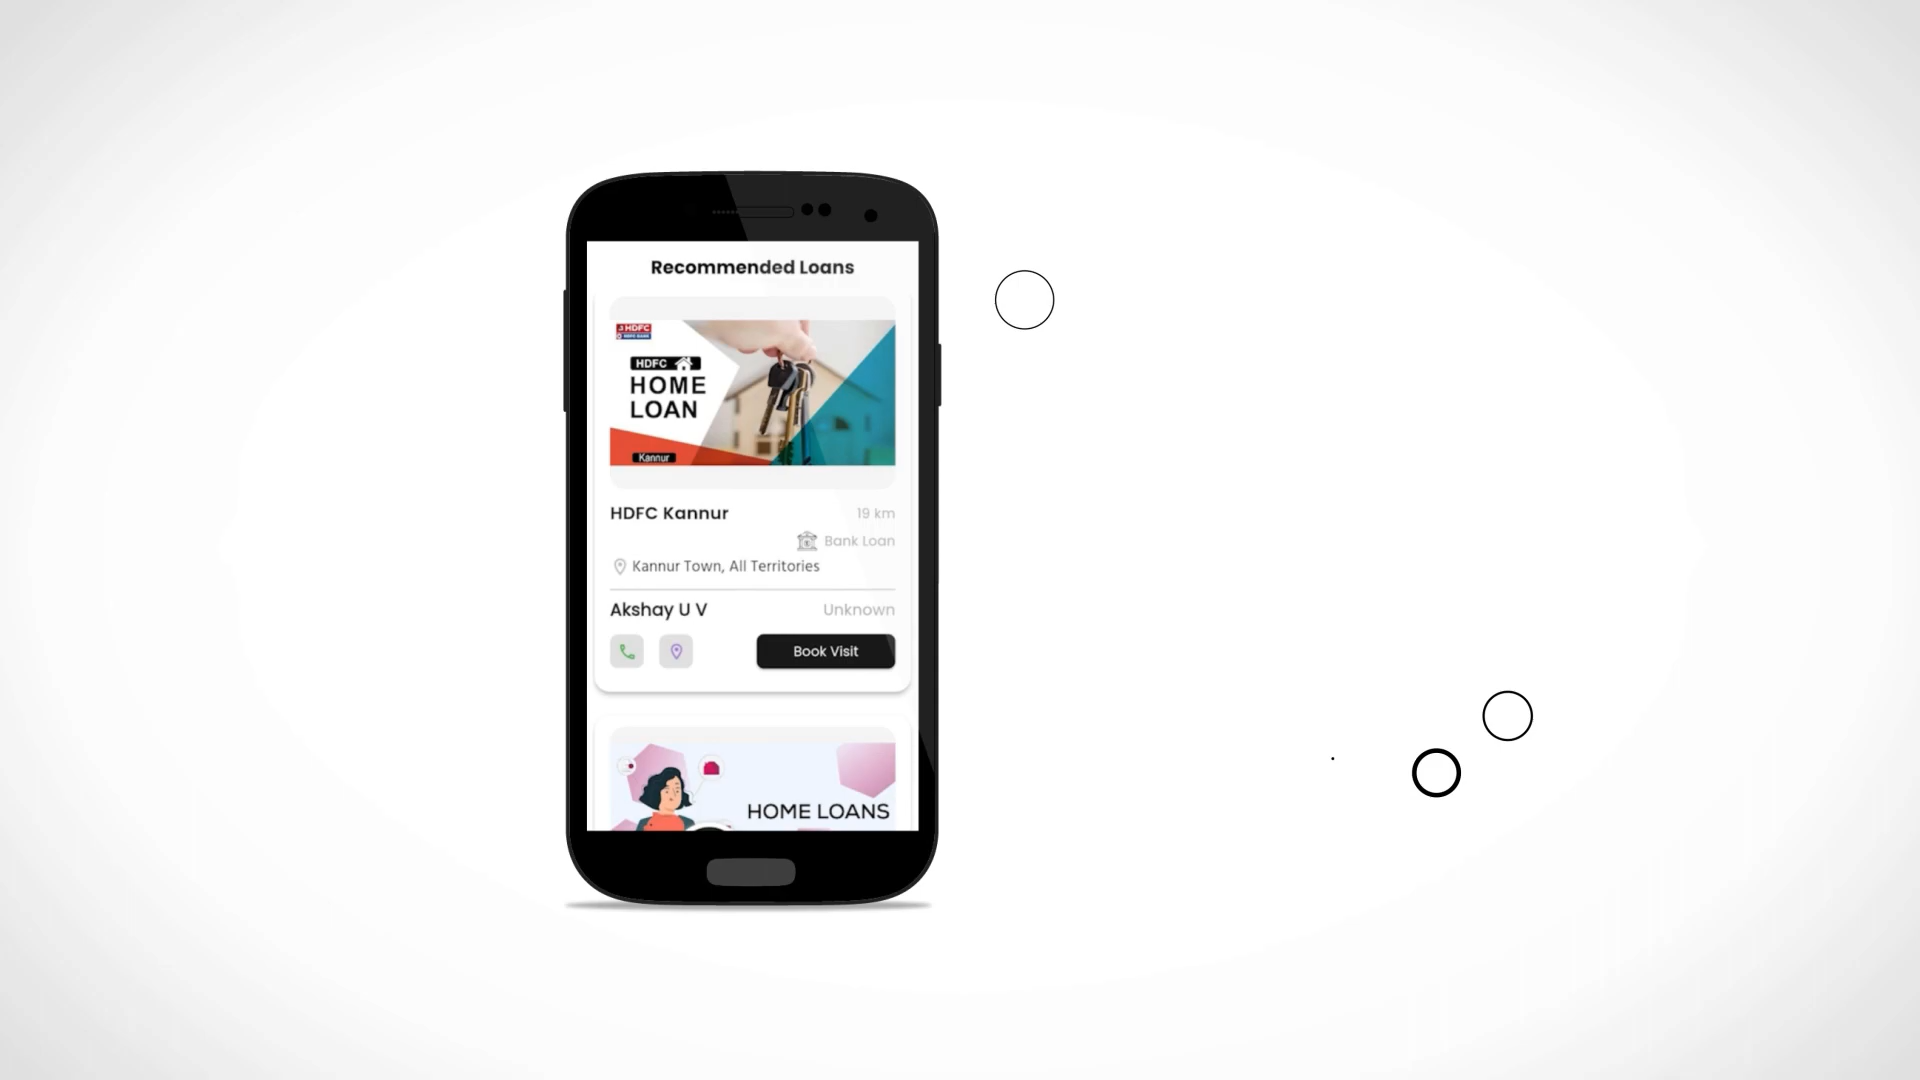 Recommended Loans
HDFC
HDFC
HOME
LOAN
Kannur
HDFC Kannur
19 km
Bank Loan
Kannur Town, All Territories
Akshay U V
Unknown
Book Visit
HOME LOANS